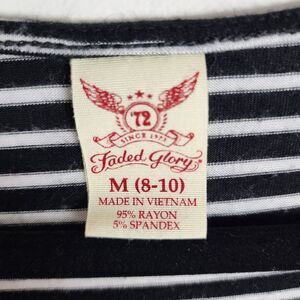 '72
SINCE 1972
Faded Glory®
M (8-10)
MADE IN VIETNAM
95% RAYON
5% SPANDEX